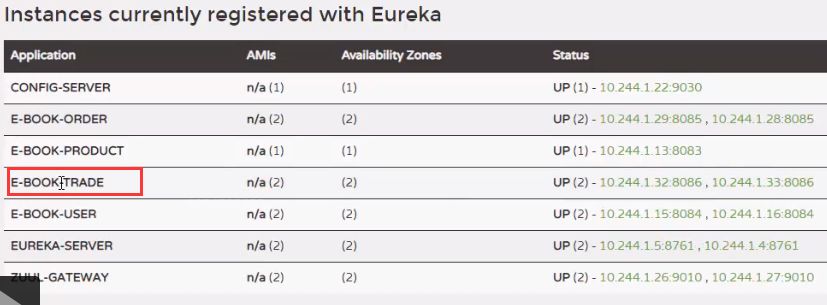 Instances currently registered with Eureka
Application AMIs Availability Zones Status
CONFIG-SERVER n/a (1) (1) UP (1) - 10.244.1.22:9030
E-BOOK-ORDER n/a (2) (2) UP (2) - 10.244.1.29:8085 , 10.244.1.28:8085
E-BOOK-PRODUCT n/a (1) (1) UP (1) - 10.244.1.13:8083
E-BOOK-TRADE n/a (2) (2) UP (2) - 10.244.1.32:8086 , 10.244.1.33:8086
E-BOOK-USER n/a (2) (2) UP (2) - 10.244.1.15:8084 , 10.244.1.16:8084
EUREKA-SERVER n/a (2) (2) UP (2) - 10.244.1.5:8761 , 10.244.1.4:8761
ZUUL-GATEWAY n/a (2) (2) UP (2) - 10.244.1.26:9010 , 10.244.1.27:9010